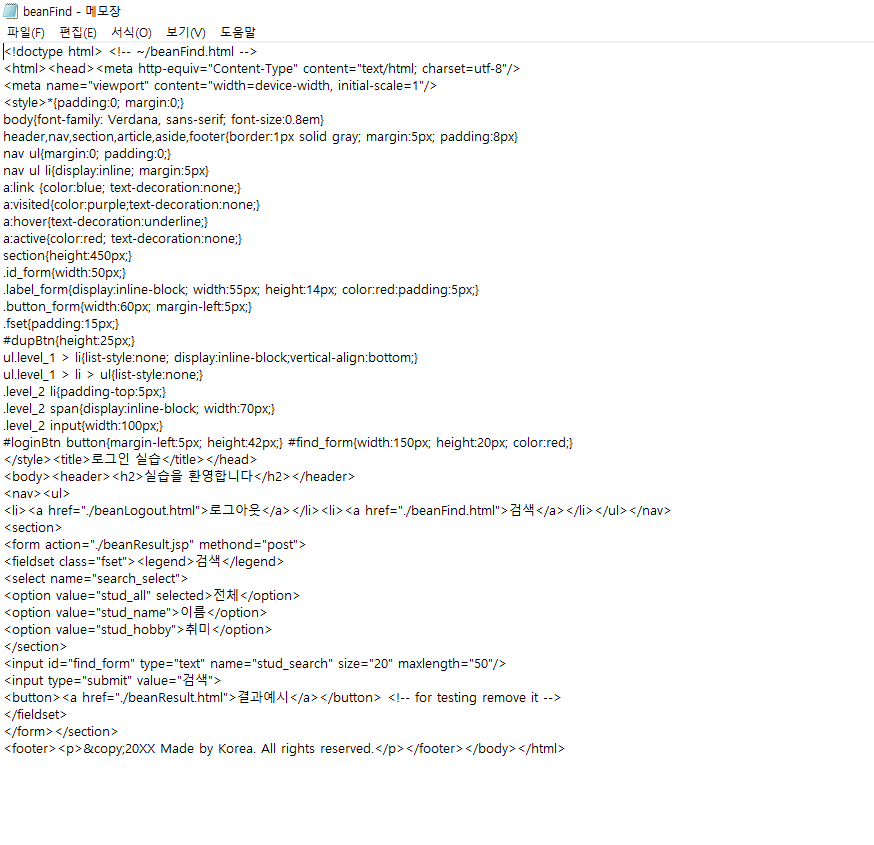 beanFind - 메모장
파일(F) 편집(E) 서식(O) 보기(V) 도움말
<!doctype html> <!-- ~/beanFind.html -->
<html><head><meta http-equiv="Content-Type" content="text/html; charset=utf-8"/>
<meta name="viewport" content="width=device-width, initial-scale=1"/>
<style>*{padding:0; margin:0;}
body{font-family: Verdana, sans-serif; font-size:0.8em}
header,nav,section,article,aside,footer{border:1px solid gray; margin:5px; padding:8px}
nav ul{margin:0; padding:0;}
nav ul li{display:inline; margin:5px}
a:link {color:blue; text-decoration:none;}
a:visited{color:purple;text-decoration:none;}
a:hover{text-decoration:underline;}
a:active{color:red; text-decoration:none;}
section{height:450px;}
.id_form{width:50px;}
.label_form{display:inline-block; width:55px; height:14px; color:red:padding:5px;}
.button_form{width:60px; margin-left:5px;}
.fset{padding:15px;}
#dupBtn{height:25px;}
ul.level_1 > li{list-style:none; display:inline-block;vertical-align:bottom;}
ul.level_1 > li > ul{list-style:none;}
.level_2 li{padding-top:5px;}
.level_2 span{display:inline-block; width:70px;}
.level_2 input{width:100px;}
#loginBtn button{margin-left:5px; height:42px;} #find_form{width:150px; height:20px; color:red;}
</style><title>로그인 실습</title></head>
<body><header><h2>실습을 환영합니다</h2></header>
<nav><ul>
<li><a href="./beanLogout.html">로그아웃</a></li><li><a href="./beanFind.html">검색</a></li></ul></nav>
<section>
<form action="./beanResult.jsp" methond="post">
<fieldset class="fset"><legend>검색</legend>
<select name="search_select">
<option value="stud_all" selected>전체</option>
<option value="stud_name">이름</option>
<option value="stud_hobby">취미</option>
</section>
<input id="find_form" type="text" name="stud_search" size="20" maxlength="50"/>
<input type="submit" value="검색">
<button><a href="./beanResult.html">결과예시</a></button> <!-- for testing remove it -->
</fieldset>
</form></section>
<footer><p>&copy;20XX Made by Korea. All rights reserved.</p></footer></body></html>